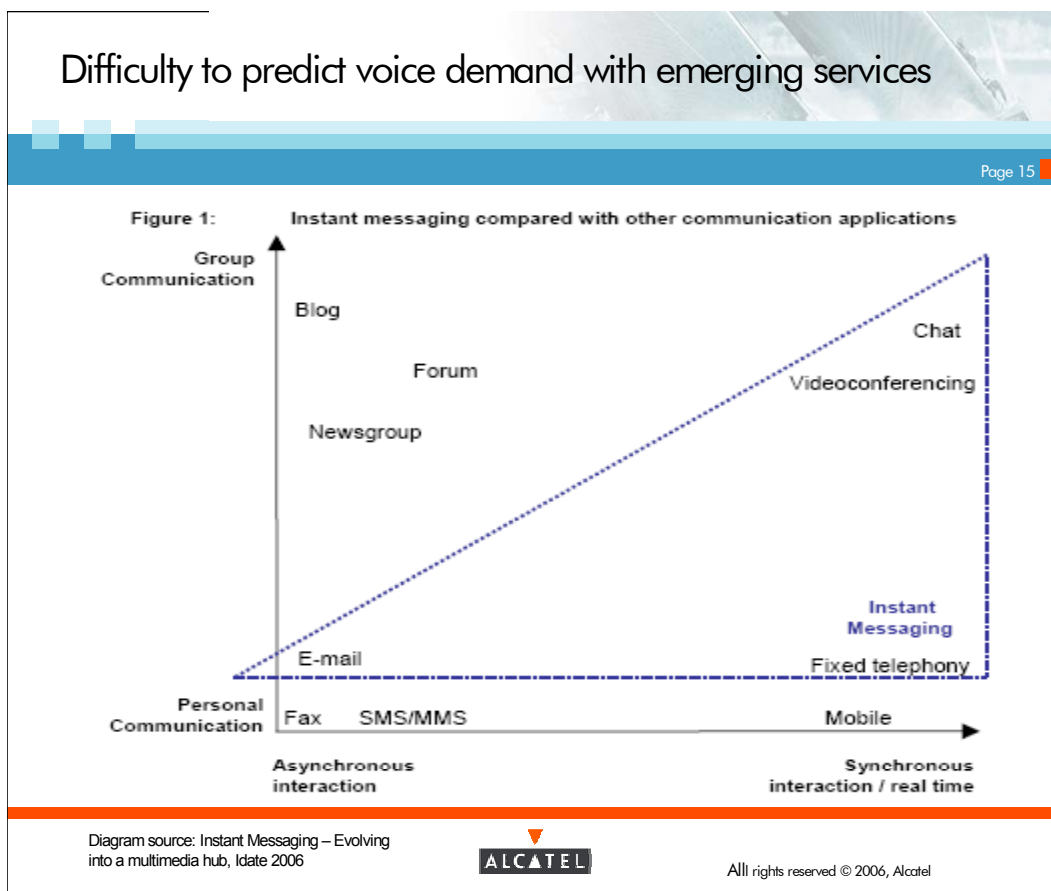 Difficulty to predict voice demand with emerging services
Page 15
Figure 1: Instant messaging compared with other communication applications
Group
Communication
Blog
Chat
Forum
Videoconferencing
Newsgroup
Instant
Messaging
E-mail
Fixed telephony
Personal
Communication
Fax SMS/MMS Mobile
Asynchronous
interaction
Synchronous
interaction / real time
Diagram source: Instant Messaging – Evolving
into a multimedia hub, Idate 2006
ALCATEL
AllI rights reserved © 2006, Alcatel